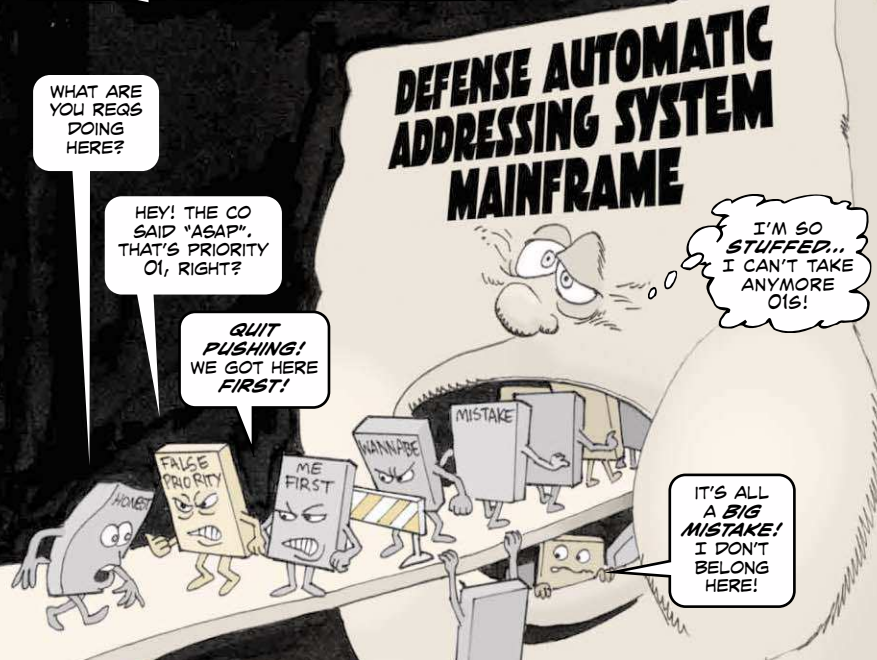 DEFENSE AUTOMATIC
ADDRESSING SYSTEM
MAINFRAME
WHAT ARE
YOU REQS
DOING
HERE?
HEY! THE CO
SAID "ASAP".
THAT'S PRIORITY
01, RIGHT?
QUIT
PUSHING!
WE GOT HERE
FIRST!
I'M SO
STUFFED...
I CAN'T TAKE
ANYMORE
01S!
HONEST
FALSE
PRIORITY
ME
FIRST
WANNABE
MISTAKE
IT'S ALL
A BIG
MISTAKE!
I DON'T
BELONG
HERE!